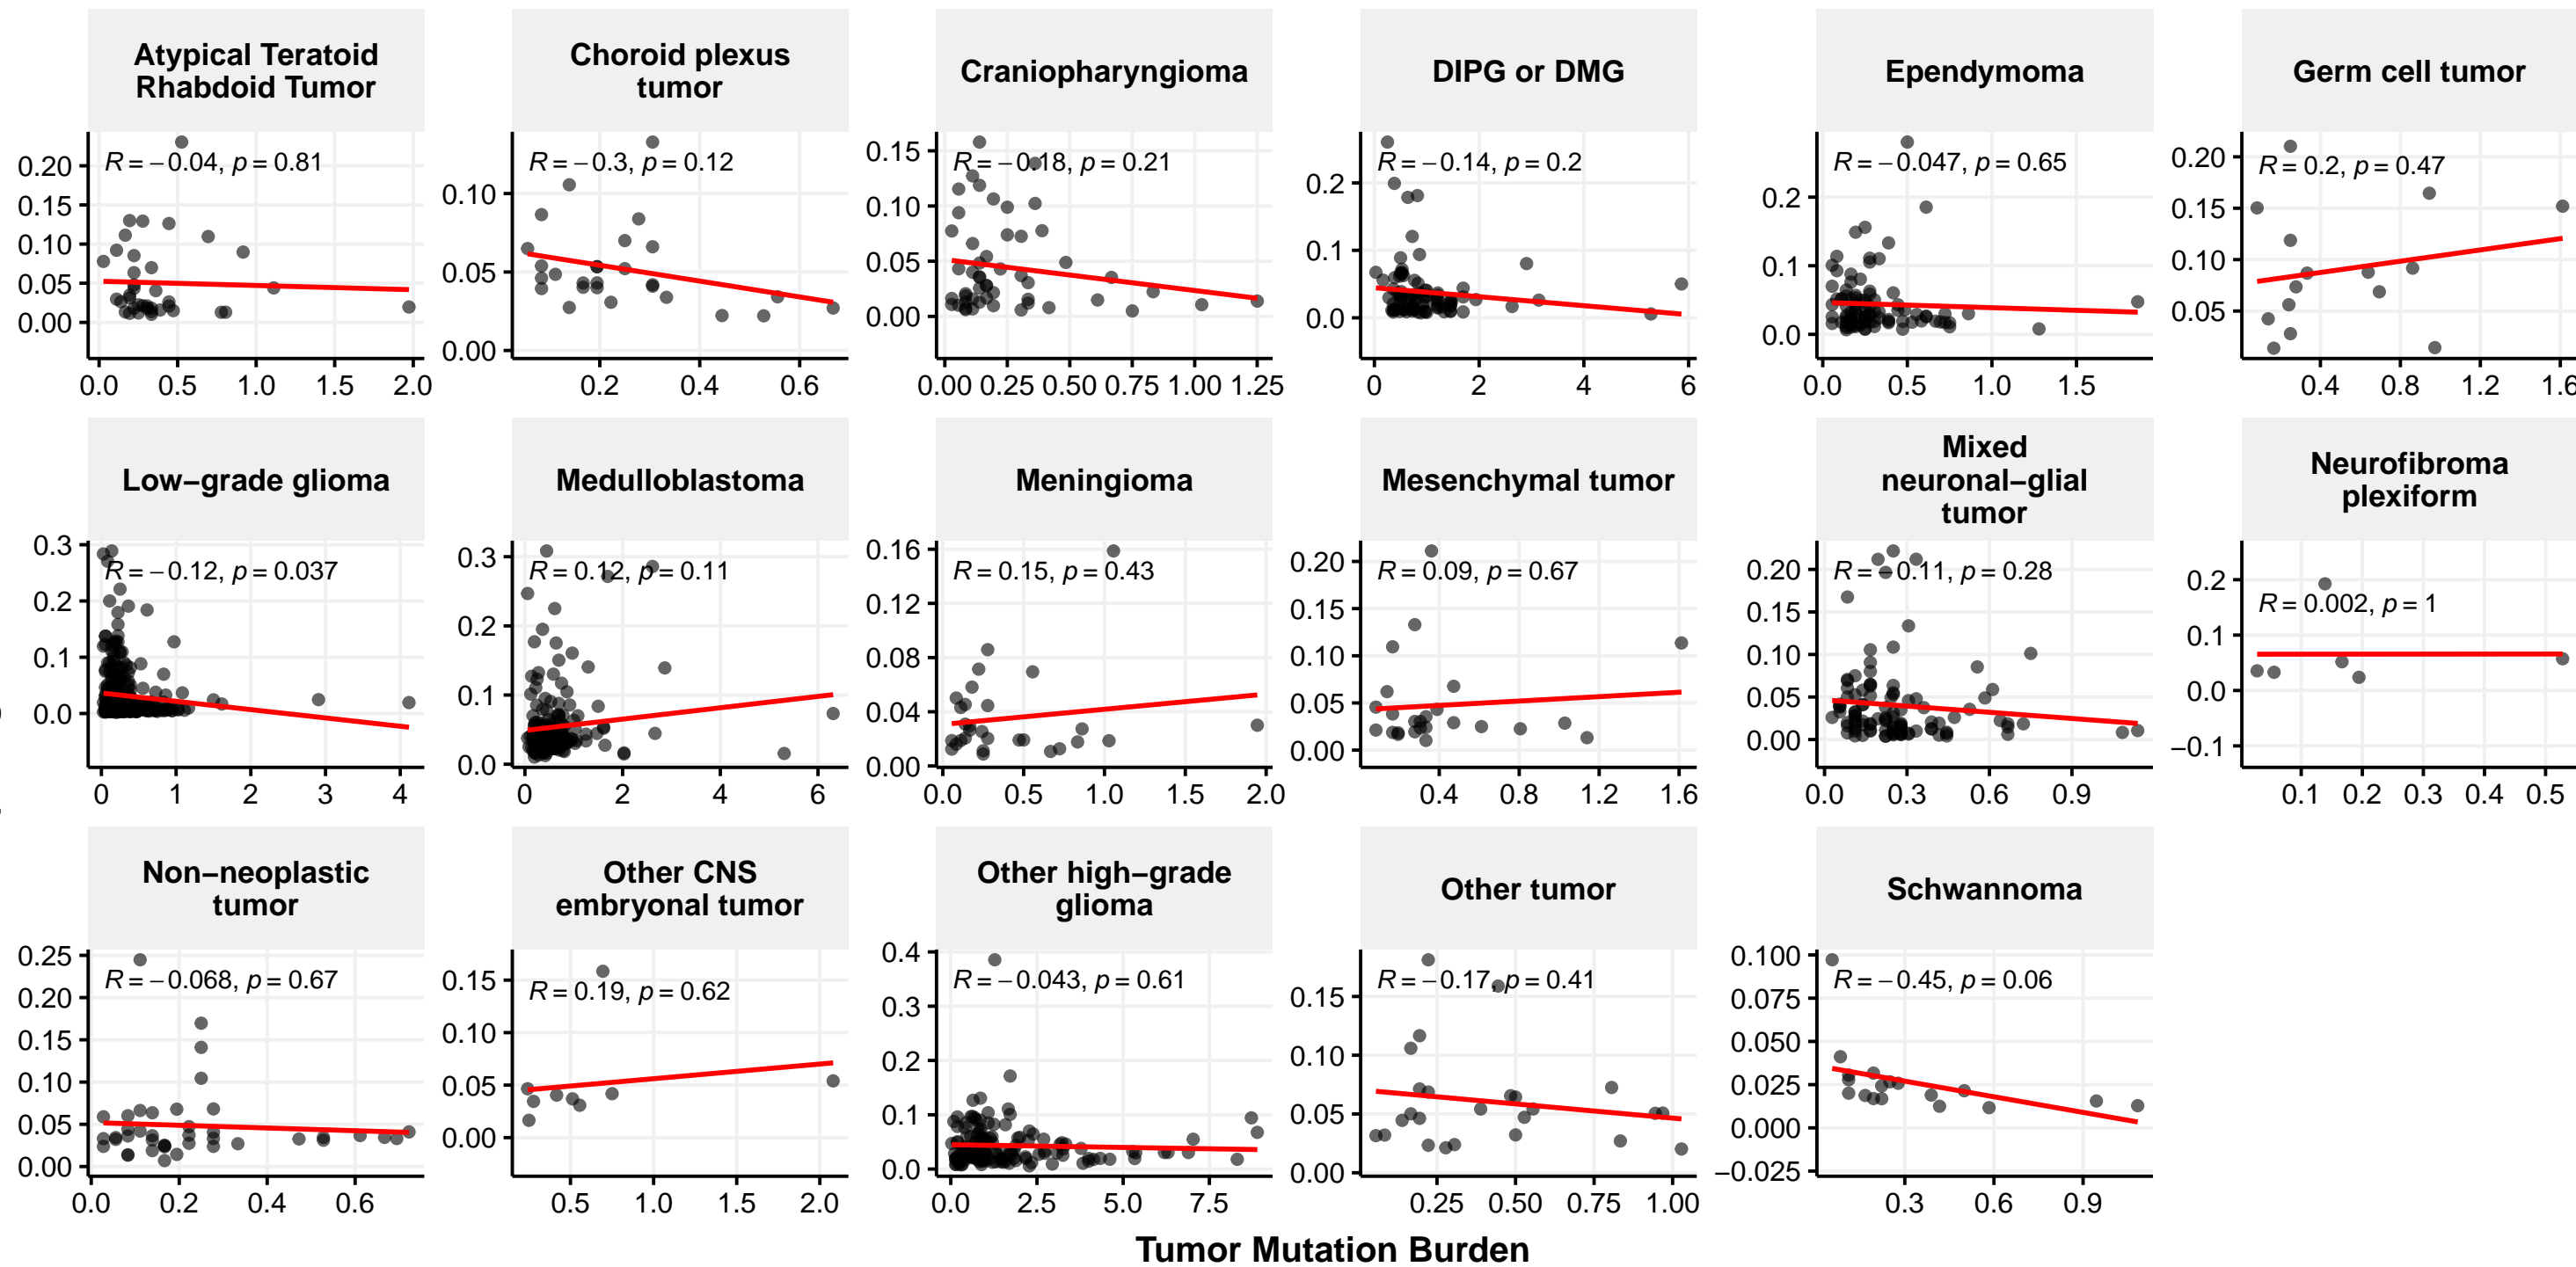 Atypical Teratoid
Rhabdoid Tumor
Choroid plexus
tumor
Craniopharyngioma
DIPG or DMG
Ependymoma
Germ cell tumor
R = −0.04, p = 0.81
0.20
0.15
0.10
0.05
0.00
0.0 0.5 1.0 1.5 2.0
R = −0.3, p = 0.12
0.10
0.05
0.00
0.2 0.4 0.6
R = −0.18, p = 0.21
0.15
0.10
0.05
0.00
0.00 0.25 0.50 0.75 1.00 1.25
R = −0.14, p = 0.2
0.2
0.1
0.0
0 2 4 6
R = −0.047, p = 0.65
0.2
0.1
0.0
0.0 0.5 1.0 1.5
R = 0.2, p = 0.47
0.20
0.15
0.10
0.05
0.4 0.8 1.2 1.6
Low−grade glioma
Medulloblastoma
Meningioma
Mesenchymal tumor
Mixed
neuronal−glial
tumor
Neurofibroma
plexiform
R = −0.12, p = 0.037
0.3
0.2
0.1
0.0
0 1 2 3 4
R = 0.12, p = 0.11
0.3
0.2
0.1
0.0
0 2 4 6
R = 0.15, p = 0.43
0.16
0.12
0.08
0.04
0.00
0.0 0.5 1.0 1.5 2.0
R = 0.09, p = 0.67
0.20
0.15
0.10
0.05
0.00
0.4 0.8 1.2 1.6
R = −0.11, p = 0.28
0.20
0.15
0.10
0.05
0.00
0.0 0.3 0.6 0.9
R = 0.002, p = 1
0.2
0.1
0.0
−0.1
0.1 0.2 0.3 0.4 0.5
Non−neoplastic
tumor
Other CNS
embryonal tumor
Other high−grade
glioma
Other tumor
Schwannoma
R = −0.068, p = 0.67
0.25
0.20
0.15
0.10
0.05
0.00
0.0 0.2 0.4 0.6
R = 0.19, p = 0.62
0.15
0.10
0.05
0.00
0.5 1.0 1.5 2.0
R = −0.043, p = 0.61
0.4
0.3
0.2
0.1
0.0
0.0 2.5 5.0 7.5
R = −0.17, p = 0.41
0.15
0.10
0.05
0.00
0.25 0.50 0.75 1.00
R = −0.45, p = 0.06
0.100
0.075
0.050
0.025
0.000
−0.025
0.3 0.6 0.9
Tumor Mutation Burden